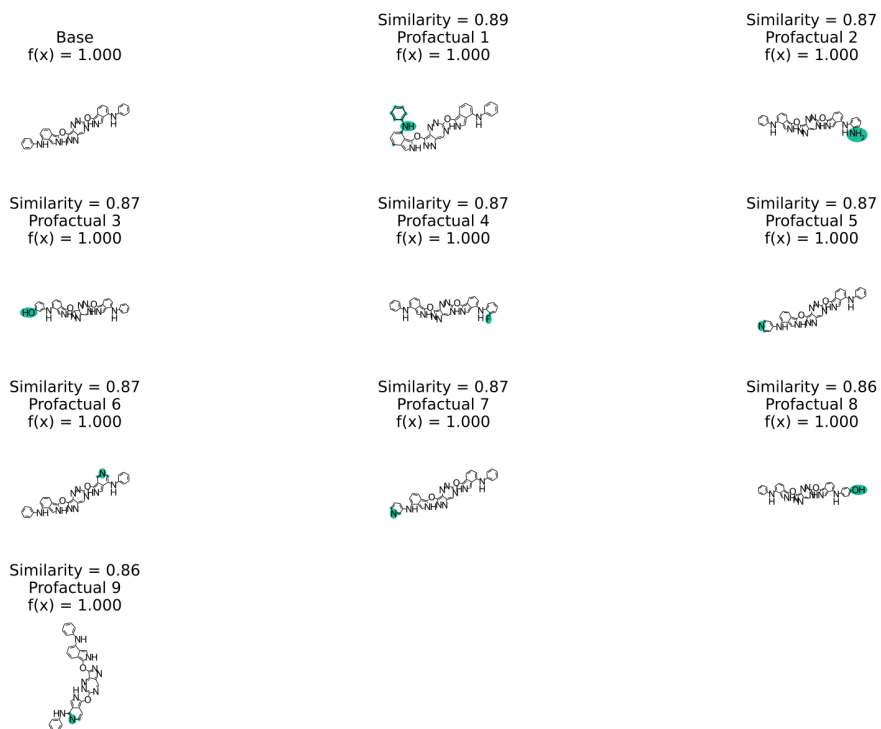 Base
f(x) = 1.000
Similarity = 0.89
Profactual 1
f(x) = 1.000
Similarity = 0.87
Profactual 2
f(x) = 1.000
Similarity = 0.87
Profactual 3
f(x) = 1.000
Similarity = 0.87
Profactual 4
f(x) = 1.000
Similarity = 0.87
Profactual 5
f(x) = 1.000
Similarity = 0.87
Profactual 6
f(x) = 1.000
Similarity = 0.87
Profactual 7
f(x) = 1.000
Similarity = 0.86
Profactual 8
f(x) = 1.000
Similarity = 0.86
Profactual 9
f(x) = 1.000